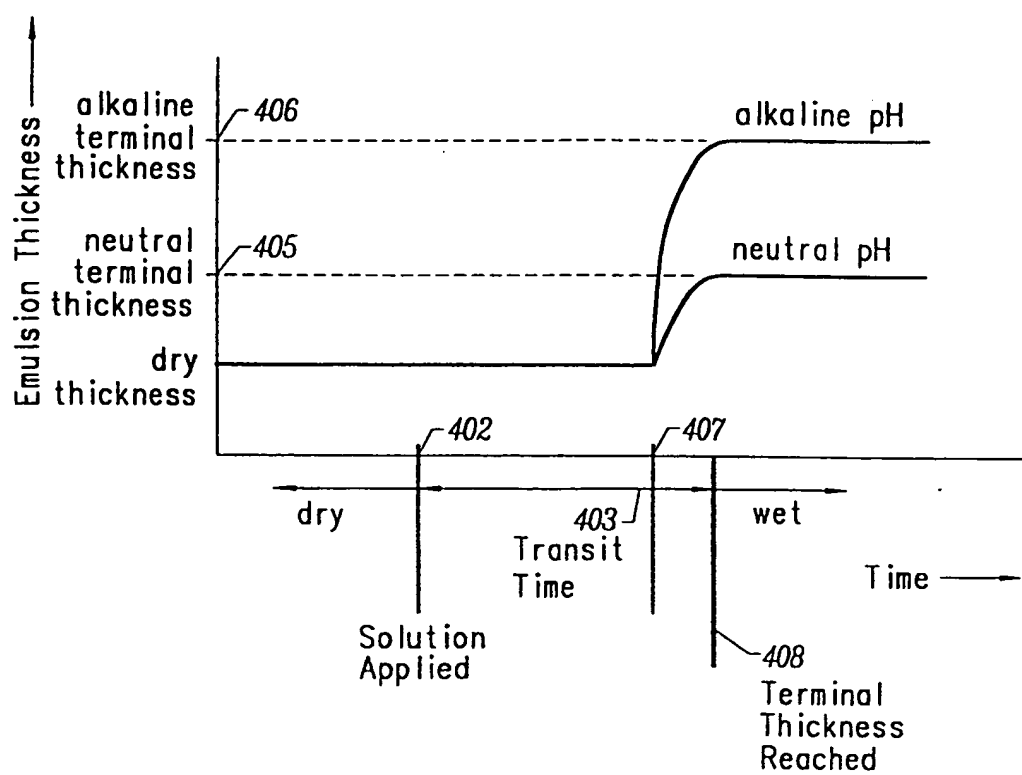 Emulsion Thickness
alkaline
terminal
thickness
406
alkaline pH
neutral
terminal
thickness
405
neutral pH
dry
thickness
402
407
dry
403
wet
Transit
Time
Time
Solution
Applied
408
Terminal
Thickness
Reached